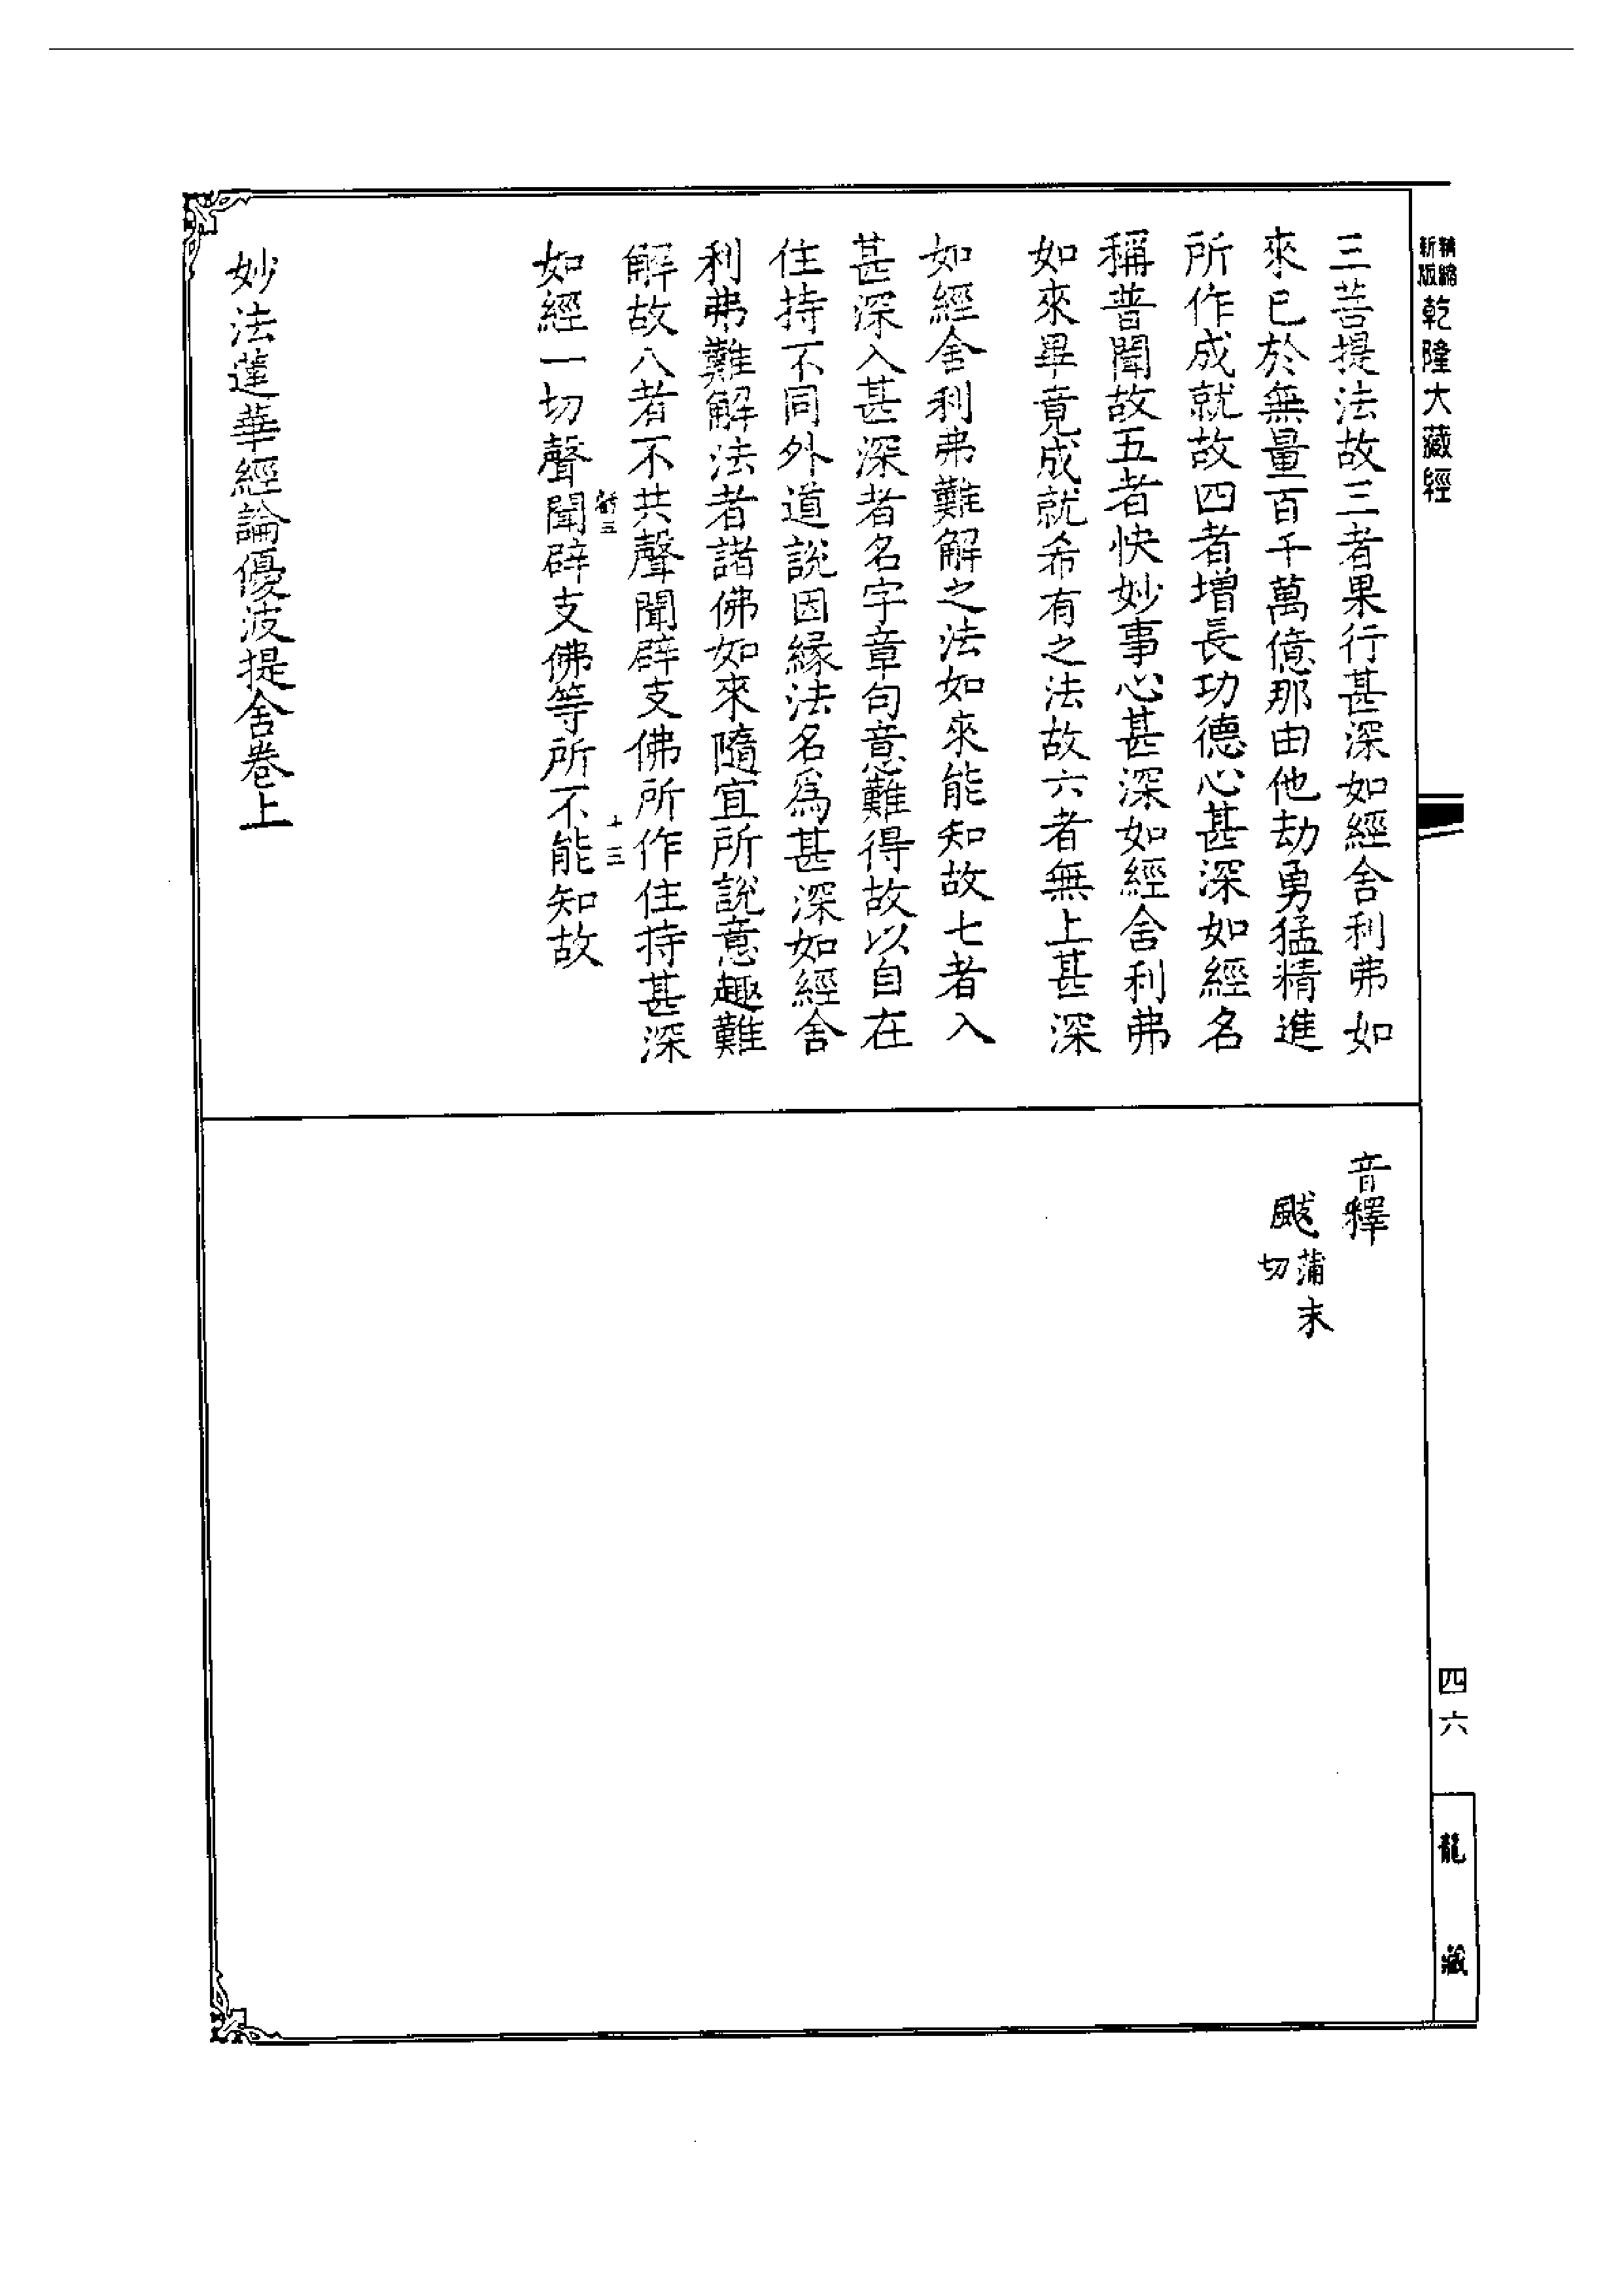 精縮
新版
乾隆大藏經
三菩提法故三者果行甚深如經舍利弗如
來已於無量百千萬億那由他劫勇猛精進
所作成就故四者增長功德心甚深如經名
稱普聞故五者快妙事心甚深如經舍利弗
如來畢竟成就希有之法故六者無上甚深
如經舍利弗難解之法如來能知故七者入
甚深入甚深者名字章句意難得故以自在
住持不同外道說因緣法名爲甚深如經舍
利弗難解法者諸佛如來隨宜所說意趣難
解故八者不共聲聞辟支佛所作住持甚深
三
十三
如經一切聲聞辟支佛等所不能知故
妙法蓮華經論優波提舍卷上
音釋
颰蒲末
切
四六
龍藏